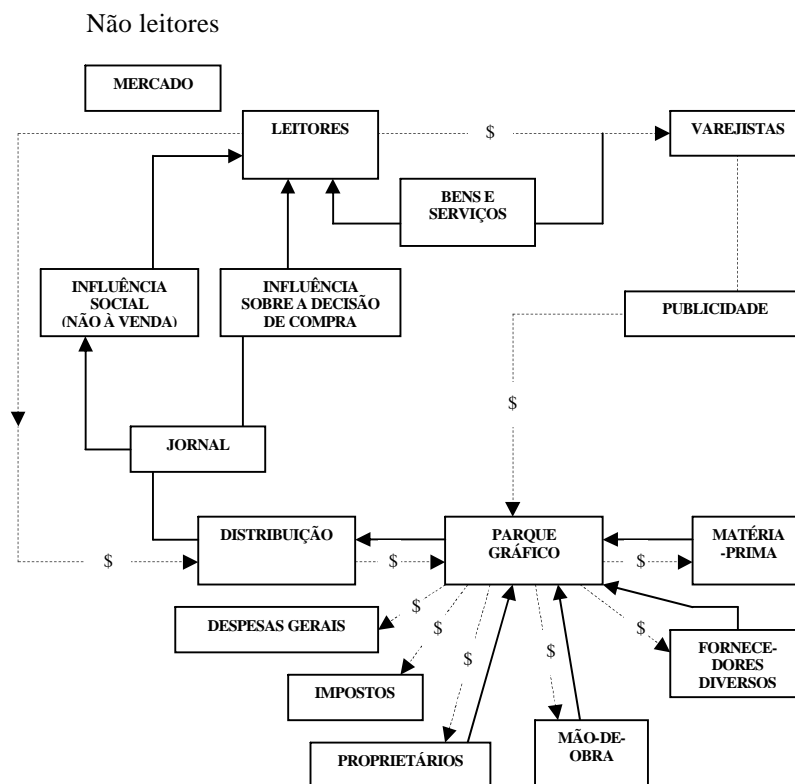 Não leitores
MERCADO
LEITORES
$
VAREJISTAS
BENS E
SERVIÇOS
INFLUÊNCIA
SOCIAL
(NÃO À VENDA)
INFLUÊNCIA
SOBRE A DECISÃO
DE COMPRA
PUBLICIDADE
$
JORNAL
DISTRIBUIÇÃO
PARQUE
GRÁFICO
MATÉRIA
-PRIMA
$
$
$
DESPESAS GERAIS
$
$
$
$
$
FORNECE-
DORES
DIVERSOS
IMPOSTOS
PROPRIETÁRIOS
MÃO-DE-
OBRA